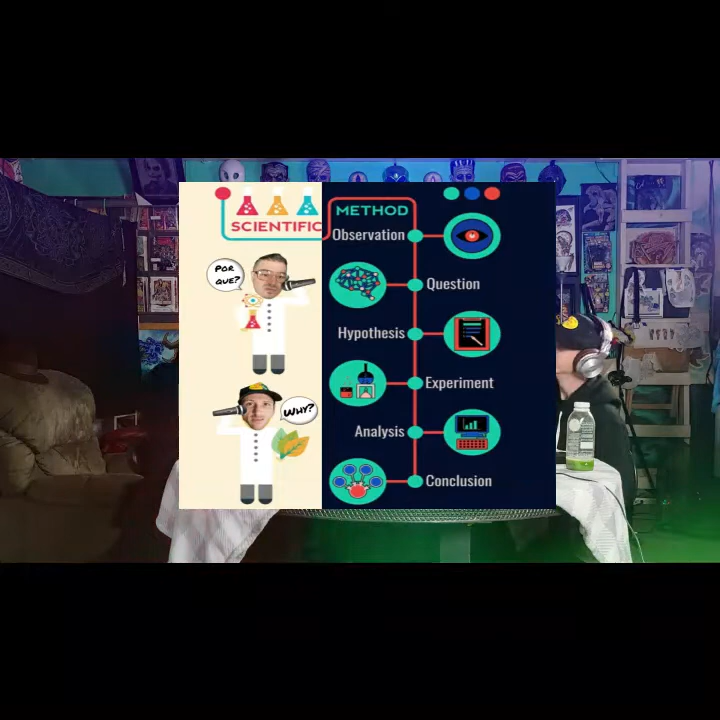 SCIENTIFIC
METHOD
Observation
POR
QUE?
Question
Hypothesis
Experiment
WHY?
Analysis
Conclusion